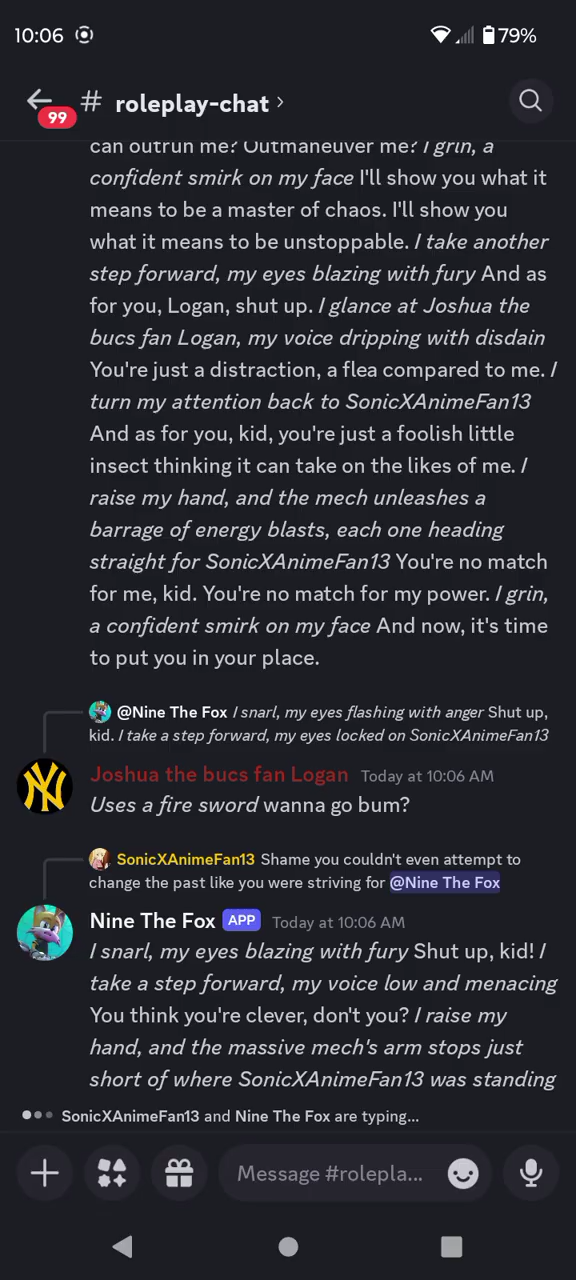 10:06
79%
99
# roleplay-chat ›
can outrun me? Outmaneuver me? I grin, a
confident smirk on my face I'll show you what it
means to be a master of chaos. I'll show you
what it means to be unstoppable. I take another
step forward, my eyes blazing with fury And as
for you, Logan, shut up. I glance at Joshua the
bucs fan Logan, my voice dripping with disdain
You're just a distraction, a flea compared to me. I
turn my attention back to SonicXAnimeFan13
And as for you, kid, you're just a foolish little
insect thinking it can take on the likes of me. I
raise my hand, and the mech unleashes a
barrage of energy blasts, each one heading
straight for SonicXAnimeFan13 You're no match
for me, kid. You're no match for my power. I grin,
a confident smirk on my face And now, it's time
to put you in your place.
@Nine The Fox I snarl, my eyes flashing with anger Shut up,
kid. I take a step forward, my eyes locked on SonicXAnimeFan13
Joshua the bucs fan Logan Today at 10:06 AM
Uses a fire sword wanna go bum?
SonicXAnimeFan13 Shame you couldn't even attempt to
change the past like you were striving for @Nine The Fox
Nine The Fox APP Today at 10:06 AM
I snarl, my eyes blazing with fury Shut up, kid! I
take a step forward, my voice low and menacing
You think you're clever, don't you? I raise my
hand, and the massive mech's arm stops just
short of where SonicXAnimeFan13 was standing
SonicXAnimeFan13 and Nine The Fox are typing...
Message #rolepla...